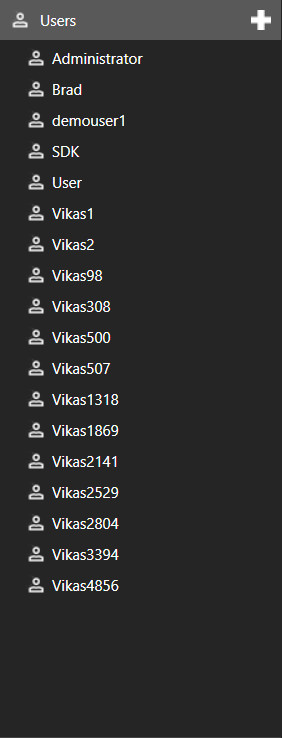 Users
Administrator
Brad
demouser1
SDK
User
Vikas1
Vikas2
Vikas98
Vikas308
Vikas500
Vikas507
Vikas1318
Vikas1869
Vikas2141
Vikas2529
Vikas2804
Vikas3394
Vikas4856